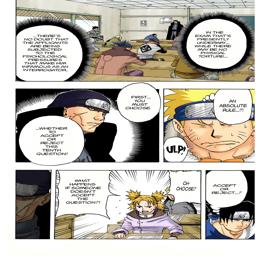 IN THE
EXAM THAT'S
PRESENTLY
UNDERWAY,
WHILE THERE
MAY BE NO
PHYSICAL
TORTURE...
...THERE'S
NO DOUBT THAT
THE APPLICANTS
ARE BEING
SUBJECTED
TO THE
PSYCHOLOGICAL
PRESSURES
THAT MAKE HIM
INFAMOUS AS AN
INTERROGATOR.
AN
ABSOLUTE
RULE...?!
ULP!
FIRST...
YOU
MUST
CHOOSE
...WHETHER
TO
ACCEPT
OR
REJECT
THIS
TENTH
QUESTION!
ACCEPT
OR
REJECT...?
CH
CHOOSE!
WHAT
HAPPENS
IF SOMEONE
DOESN'T
ACCEPT
THE
QUESTION?!